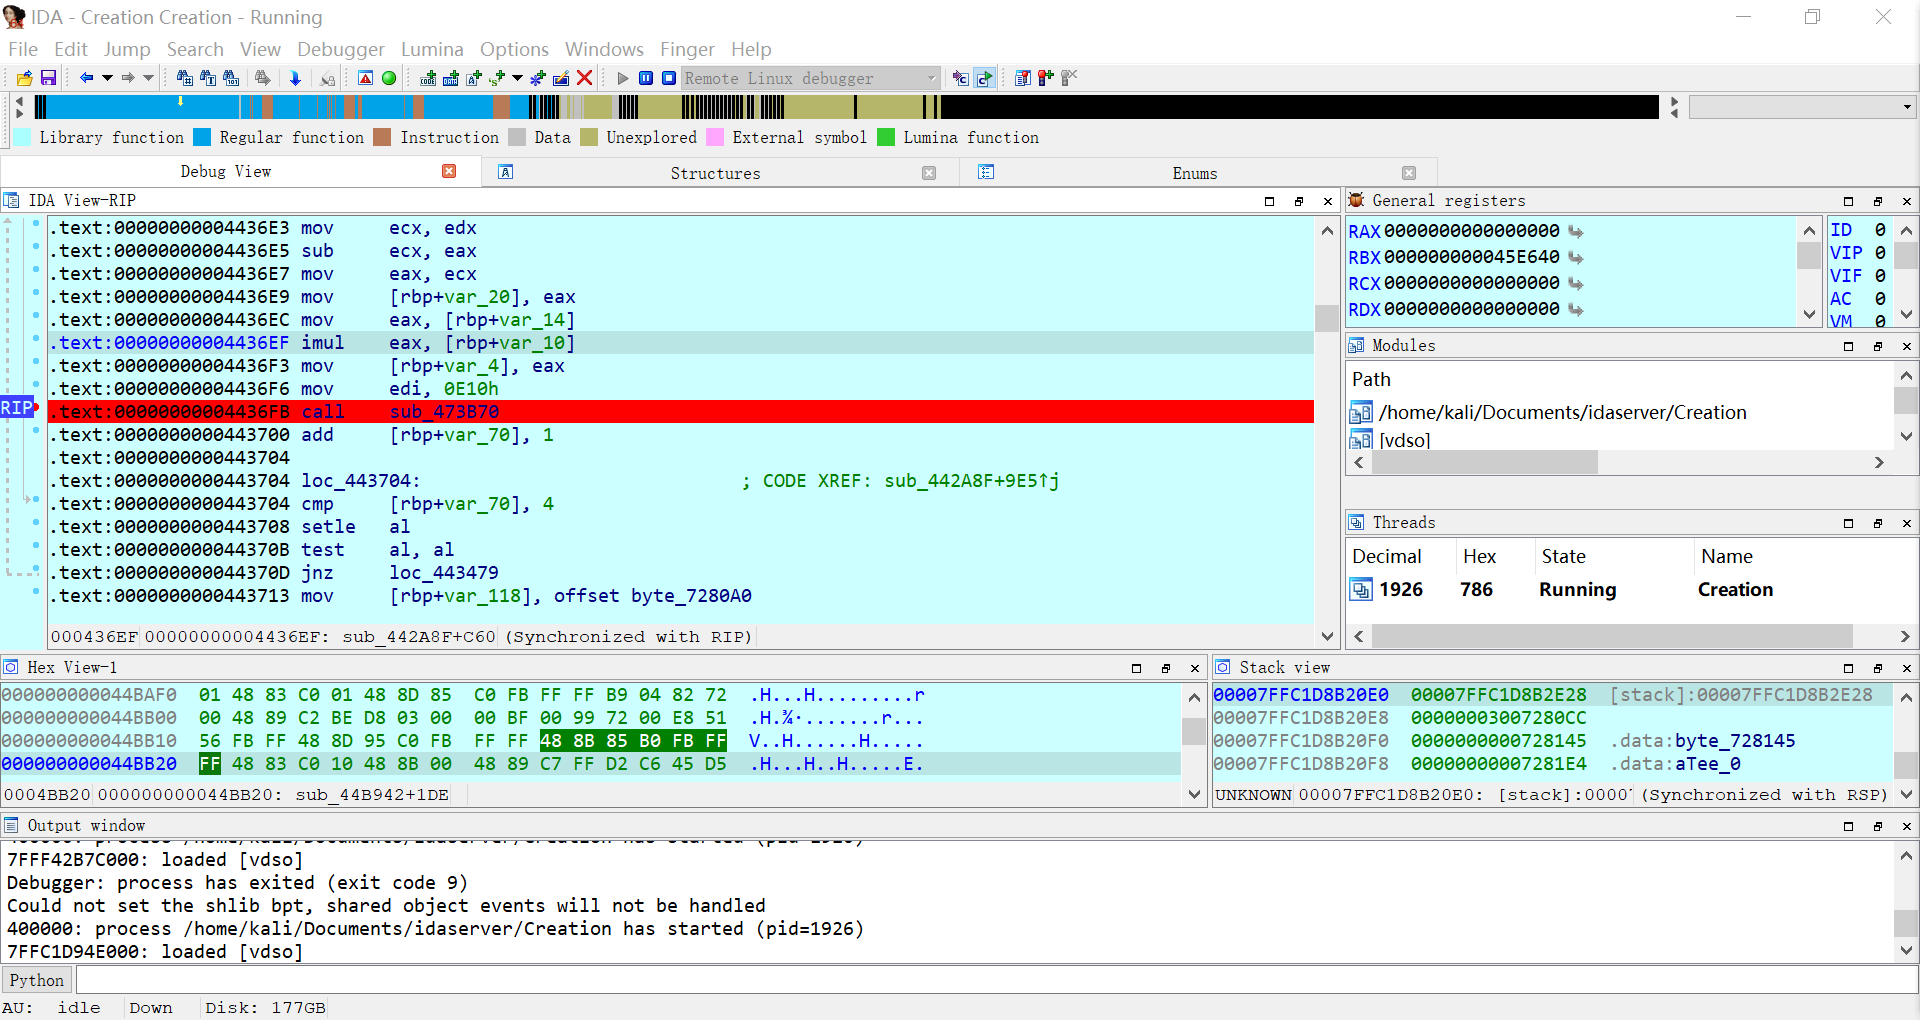 IDA - Creation Creation - Running
File Edit Jump Search View Debugger Lumina Options Windows Finger Help
Remote Linux debugger
Library function Regular function Instruction Data Unexplored External symbol Lumina function
Debug View Structures Enums
IDA View-RIP
.text:00000000004436E3 mov ecx, edx
.text:00000000004436E5 sub ecx, eax
.text:00000000004436E7 mov eax, ecx
.text:00000000004436E9 mov [rbp+var_20], eax
.text:00000000004436EC mov eax, [rbp+var_14]
.text:00000000004436EF imul eax, [rbp+var_10]
.text:00000000004436F3 mov [rbp+var_4], eax
.text:00000000004436F6 mov edi, 0E10h
RIP .text:00000000004436FB call sub_473B70
.text:0000000000443700 add [rbp+var_70], 1
.text:0000000000443704
.text:0000000000443704 loc_443704: ; CODE XREF: sub_442A8F+9E5↑j
.text:0000000000443704 cmp [rbp+var_70], 4
.text:0000000000443708 setle al
.text:000000000044370B test al, al
.text:000000000044370D jnz loc_443479
.text:0000000000443713 mov [rbp+var_118], offset byte_7280A0
000436EF 00000000004436EF: sub_442A8F+C60 (Synchronized with RIP)
General registers
RAX 0000000000000000
RBX 000000000045E640
RCX 0000000000000000
RDX 0000000000000000
ID 0
VIP 0
VIF 0
AC 0
VM 0
Modules
Path
/home/kali/Documents/idaserver/Creation
[vdso]
Threads
Decimal Hex State Name
1926 786 Running Creation
Hex View-1
000000000044BAF0 01 48 83 C0 01 48 8D 85 C0 FB FF FF B9 04 82 72 .H...H.........r
000000000044BB00 00 48 89 C2 BE D8 03 00 00 BF 00 99 72 00 E8 51 .H.¾·.......r...
000000000044BB10 56 FB FF 48 8D 95 C0 FB FF FF 48 8B 85 B0 FB FF V..H......H.....
000000000044BB20 FF 48 83 C0 10 48 8B 00 48 89 C7 FF D2 C6 45 D5 .H...H..H.....E.
0004BB20 000000000044BB20: sub_44B942+1DE
Stack view
00007FFC1D8B20E0 00007FFC1D8B2E28 [stack]:00007FFC1D8B2E28
00007FFC1D8B20E8 00000003007280CC
00007FFC1D8B20F0 0000000000728145 .data:byte_728145
00007FFC1D8B20F8 00000000007281E4 .data:aTee_0
UNKNOWN 00007FFC1D8B20E0: [stack]:0000 (Synchronized with RSP)
Output window
400000: process /home/kali/Documents/idaserver/Creation has started (pid=1920)
7FFF42B7C000: loaded [vdso]
Debugger: process has exited (exit code 9)
Could not set the shlib bpt, shared object events will not be handled
400000: process /home/kali/Documents/idaserver/Creation has started (pid=1926)
7FFC1D94E000: loaded [vdso]
Python
AU: idle Down Disk: 177GB